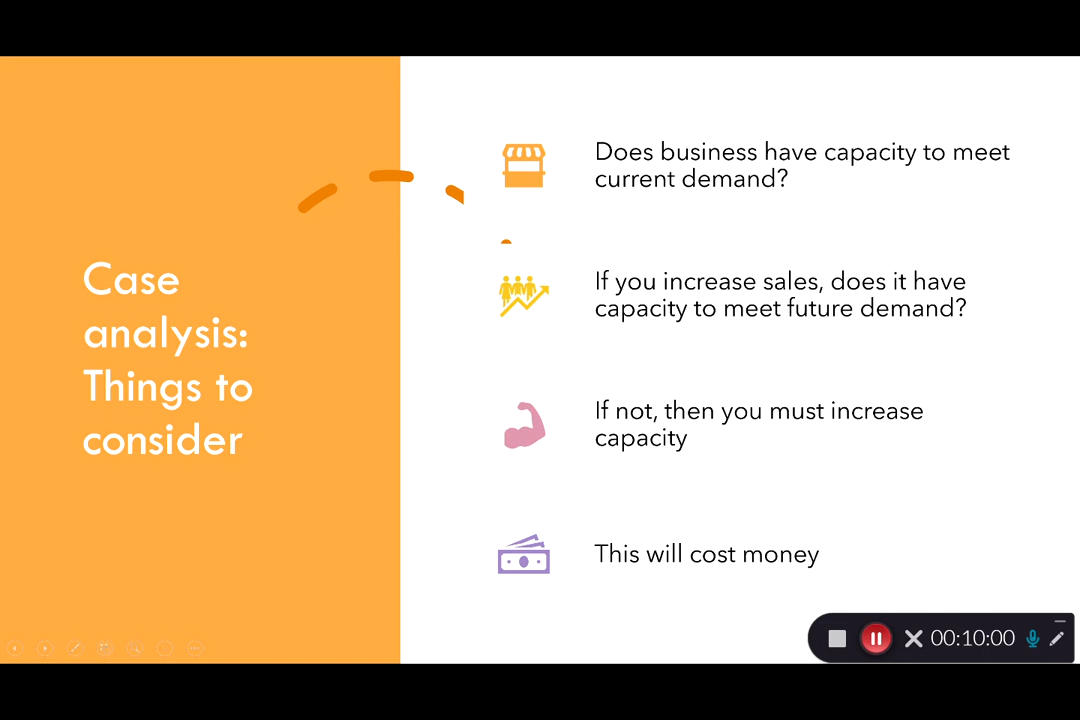 Case
analysis:
Things to
consider
Does business have capacity to meet
current demand?
If you increase sales, does it have
capacity to meet future demand?
If not, then you must increase
capacity
This will cost money
00:10:00